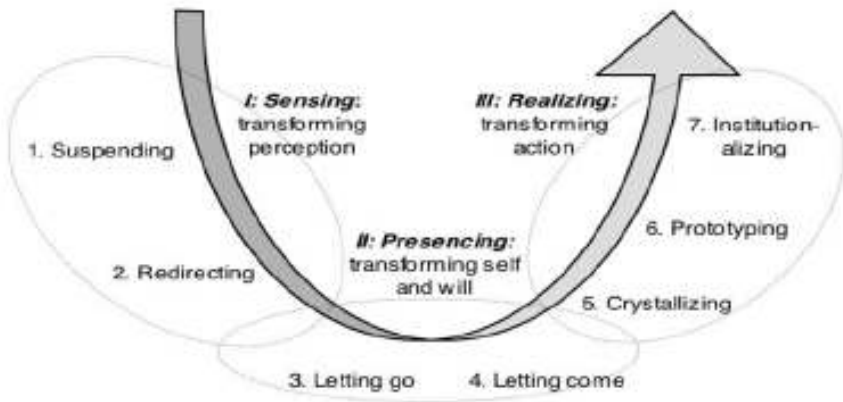 I: Sensing:
transforming
perception
1. Suspending
2. Redirecting
II: Presencing:
transforming self
and will
3. Letting go
4. Letting come
III: Realizing:
transforming
action
5. Crystallizing
6. Prototyping
7. Institution-
alizing